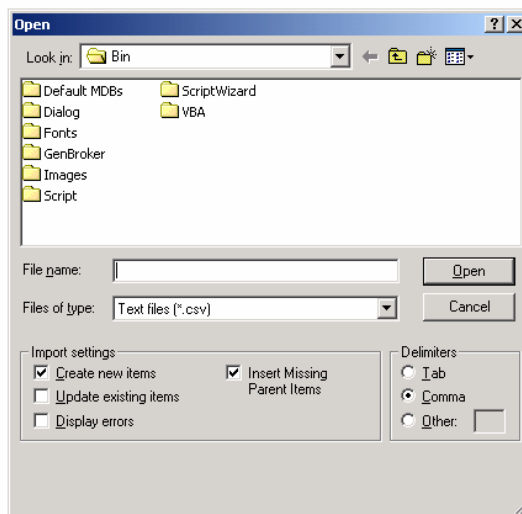 Open
Look in: Bin
Default MDBs ScriptWizard
Dialog VBA
Fonts
GenBroker
Images
Script
File name: Open
Files of type: Text files (*.csv) Cancel
Import settings Delimiters
Create new items Insert Missing Parent Items Tab
Update existing items Comma
Display errors Other: